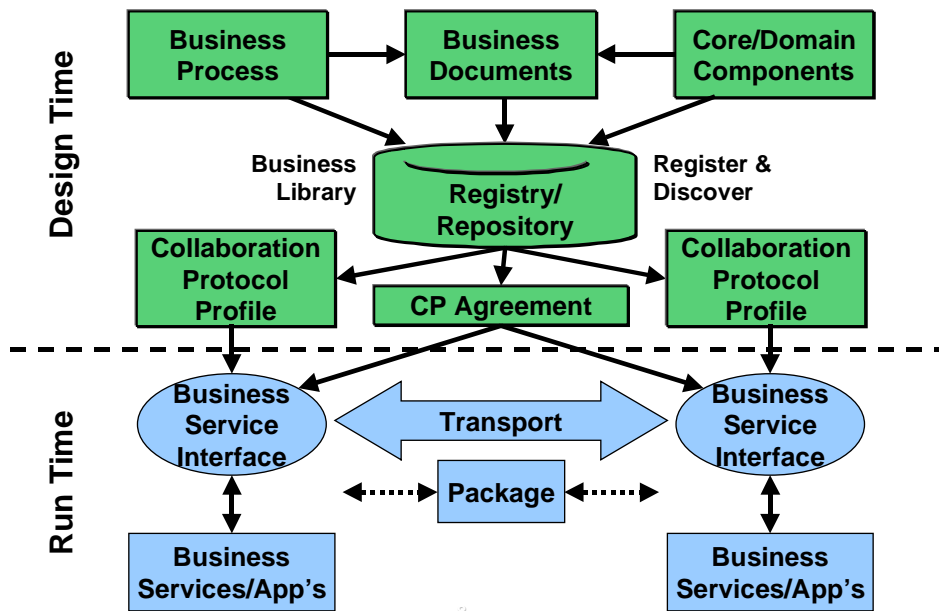 Design Time
Business
Process
Business
Documents
Core/Domain
Components
Business
Library
Registry/
Repository
Register &
Discover
Collaboration
Protocol
Profile
CP Agreement
Collaboration
Protocol
Profile
Run Time
Business
Service
Interface
Transport
Business
Service
Interface
Package
Business
Services/App's
Business
Services/App's